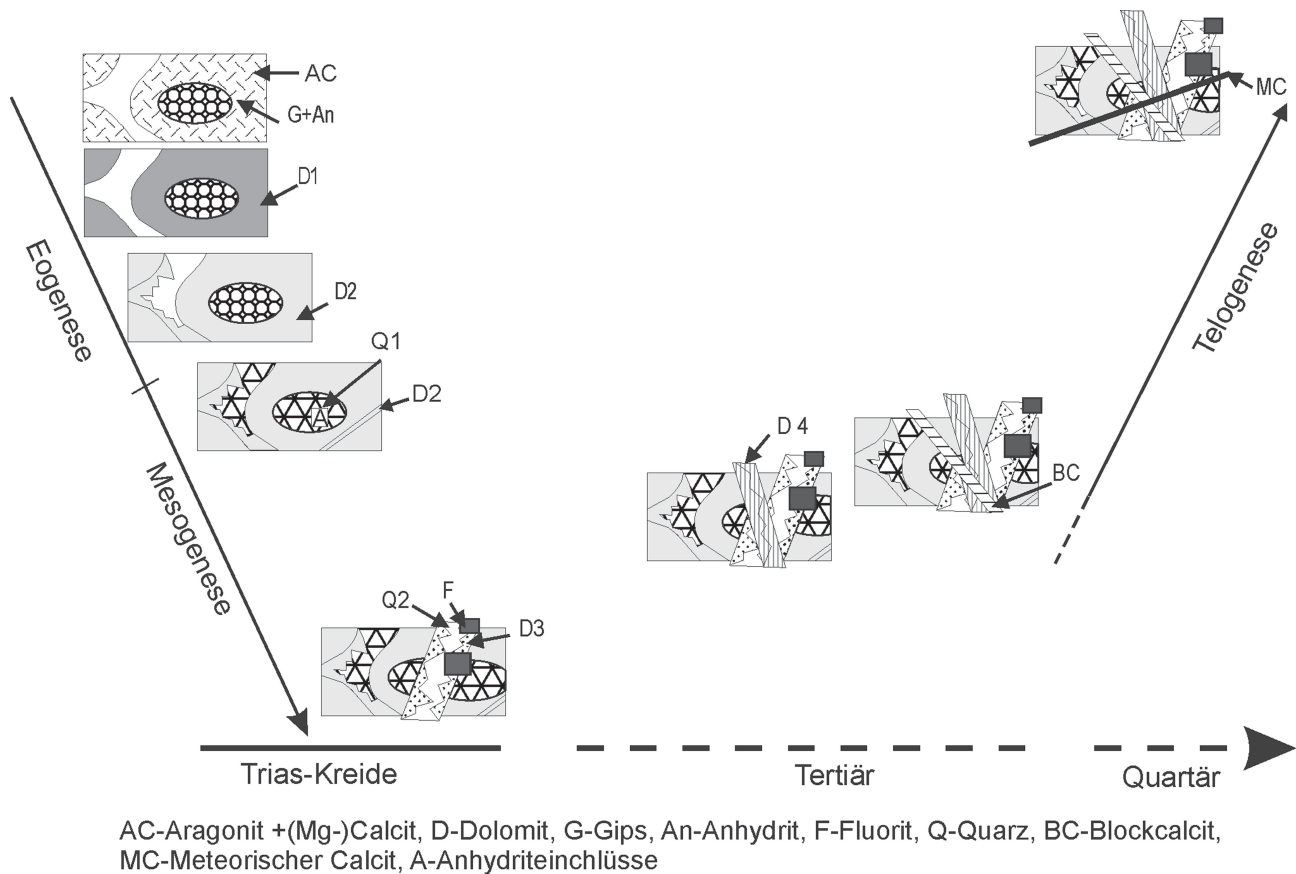 AC
G+An
D1
D2
Q1
D2
Eogenese
Mesogenese
Q2
F
D3
D 4
BC
MC
Telogenese
Trias-Kreide
Tertiär
Quartär
A
AC-Aragonit +(Mg-)Calcit, D-Dolomit, G-Gips, An-Anhydrit, F-Fluorit, Q-Quarz, BC-Blockcalcit,
MC-Meteorischer Calcit, A-Anhydriteinchlüsse